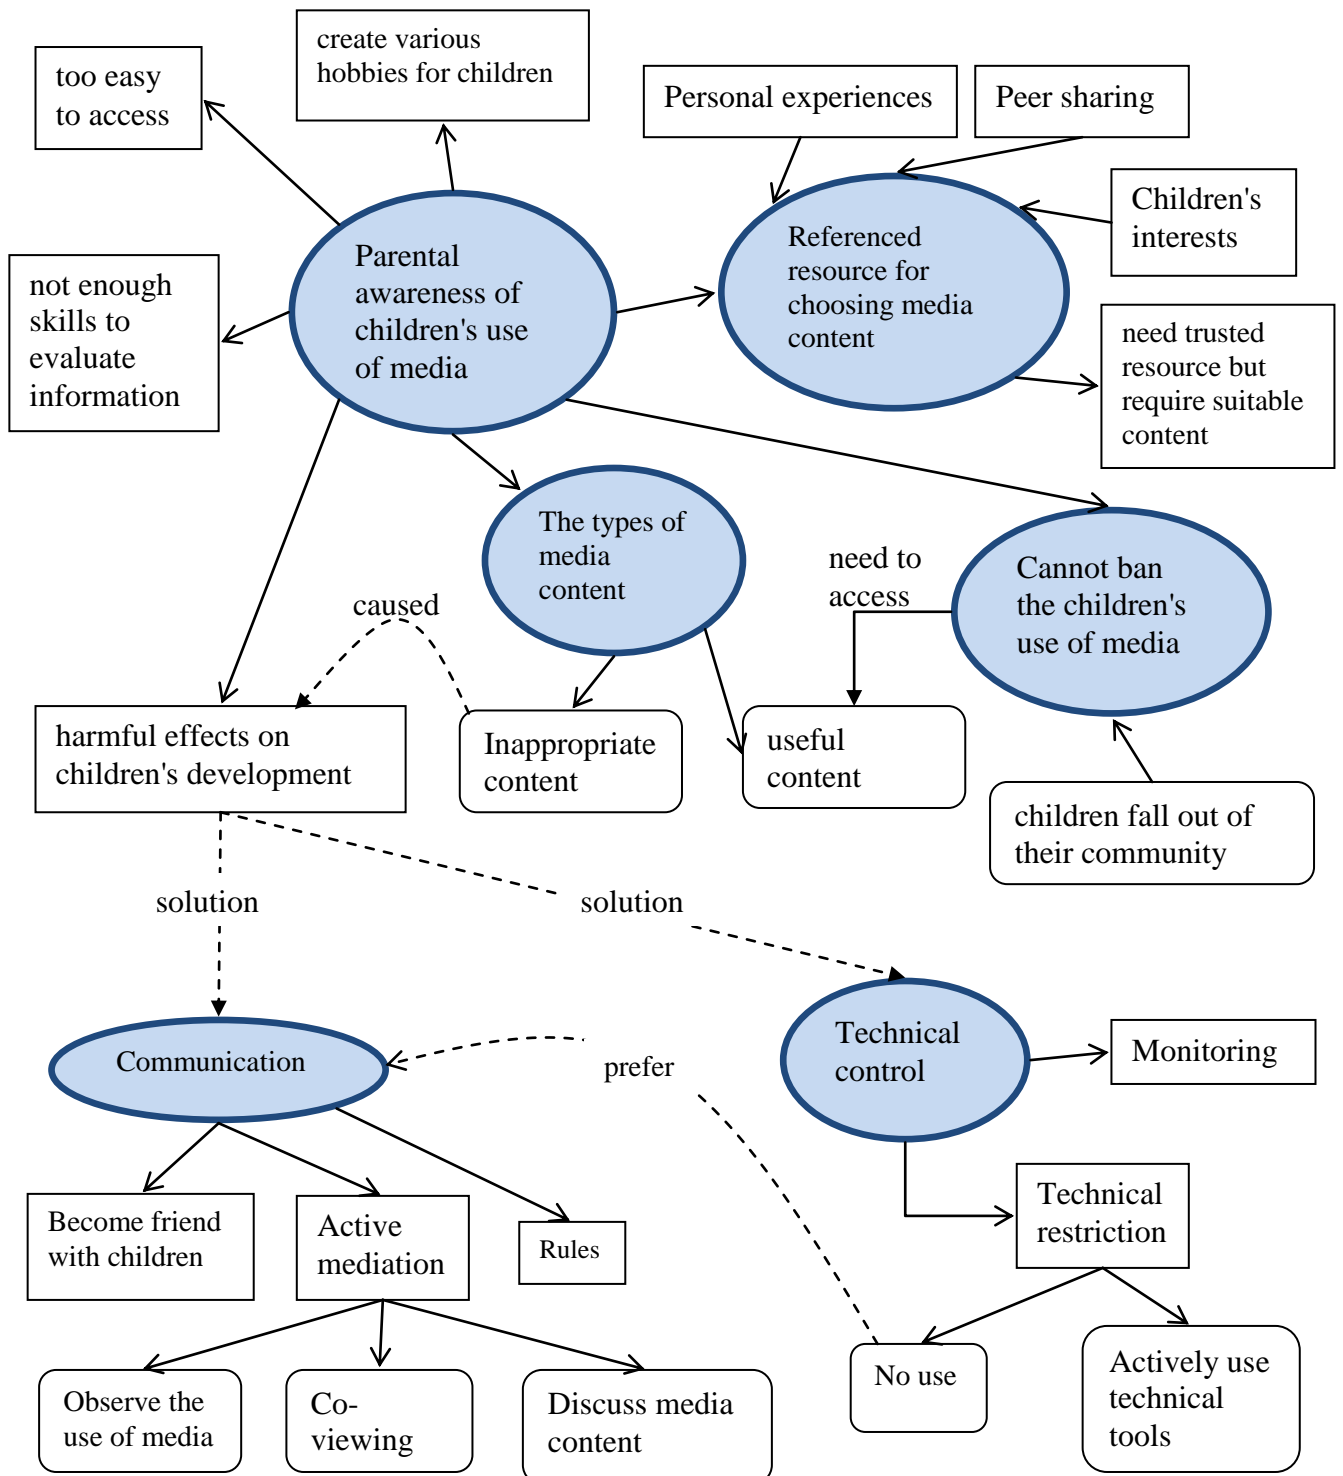 create various
hobbies for children
too easy
to access
Personal experiences
Peer sharing
Children's
interests
Parental
awareness of
children's use
of media
Referenced
resource for
choosing media
content
not enough
skills to
evaluate
information
need trusted
resource but
require suitable
content
The types of
media
content
need to
access
Cannot ban
the children's
use of media
caused
harmful effects on
children's development
Inappropriate
content
useful
content
children fall out of
their community
solution
solution
Communication
prefer
Technical
control
Monitoring
Become friend
with children
Active
mediation
Rules
Technical
restriction
Observe the
use of media
Co-
viewing
Discuss media
content
No use
Actively use
technical
tools